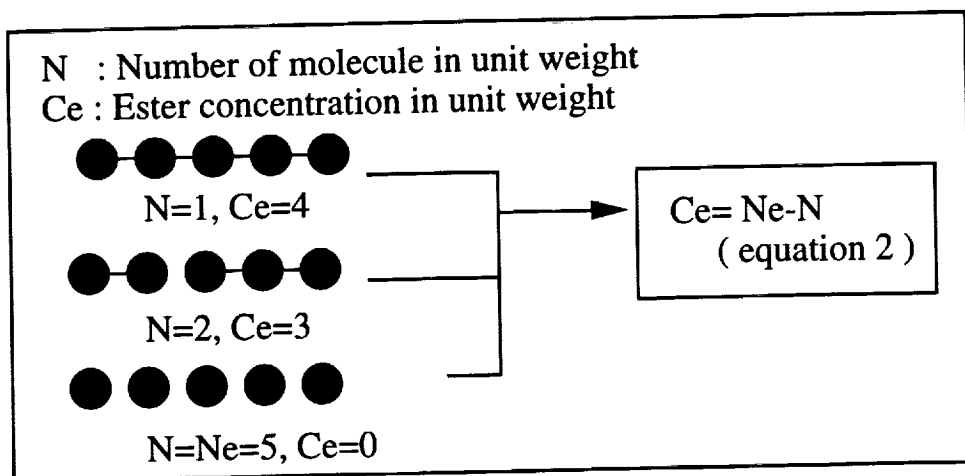 N : Number of molecule in unit weight
Ce : Ester concentration in unit weight
N=1, Ce=4
Ce= Ne-N
( equation 2 )
N=2, Ce=3
N=Ne=5, Ce=0